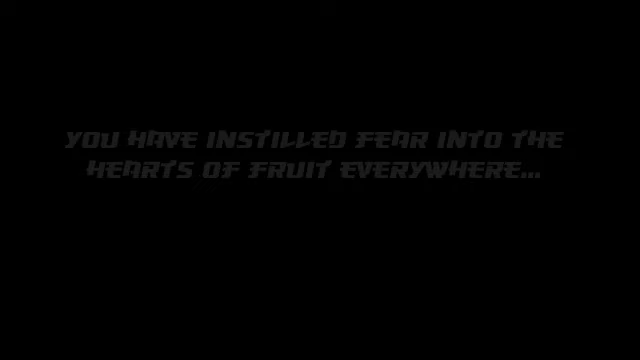 YOU HAVE INSTILLED FEAR INTO THE
HEARTS OF FRUIT EVERYWHERE...